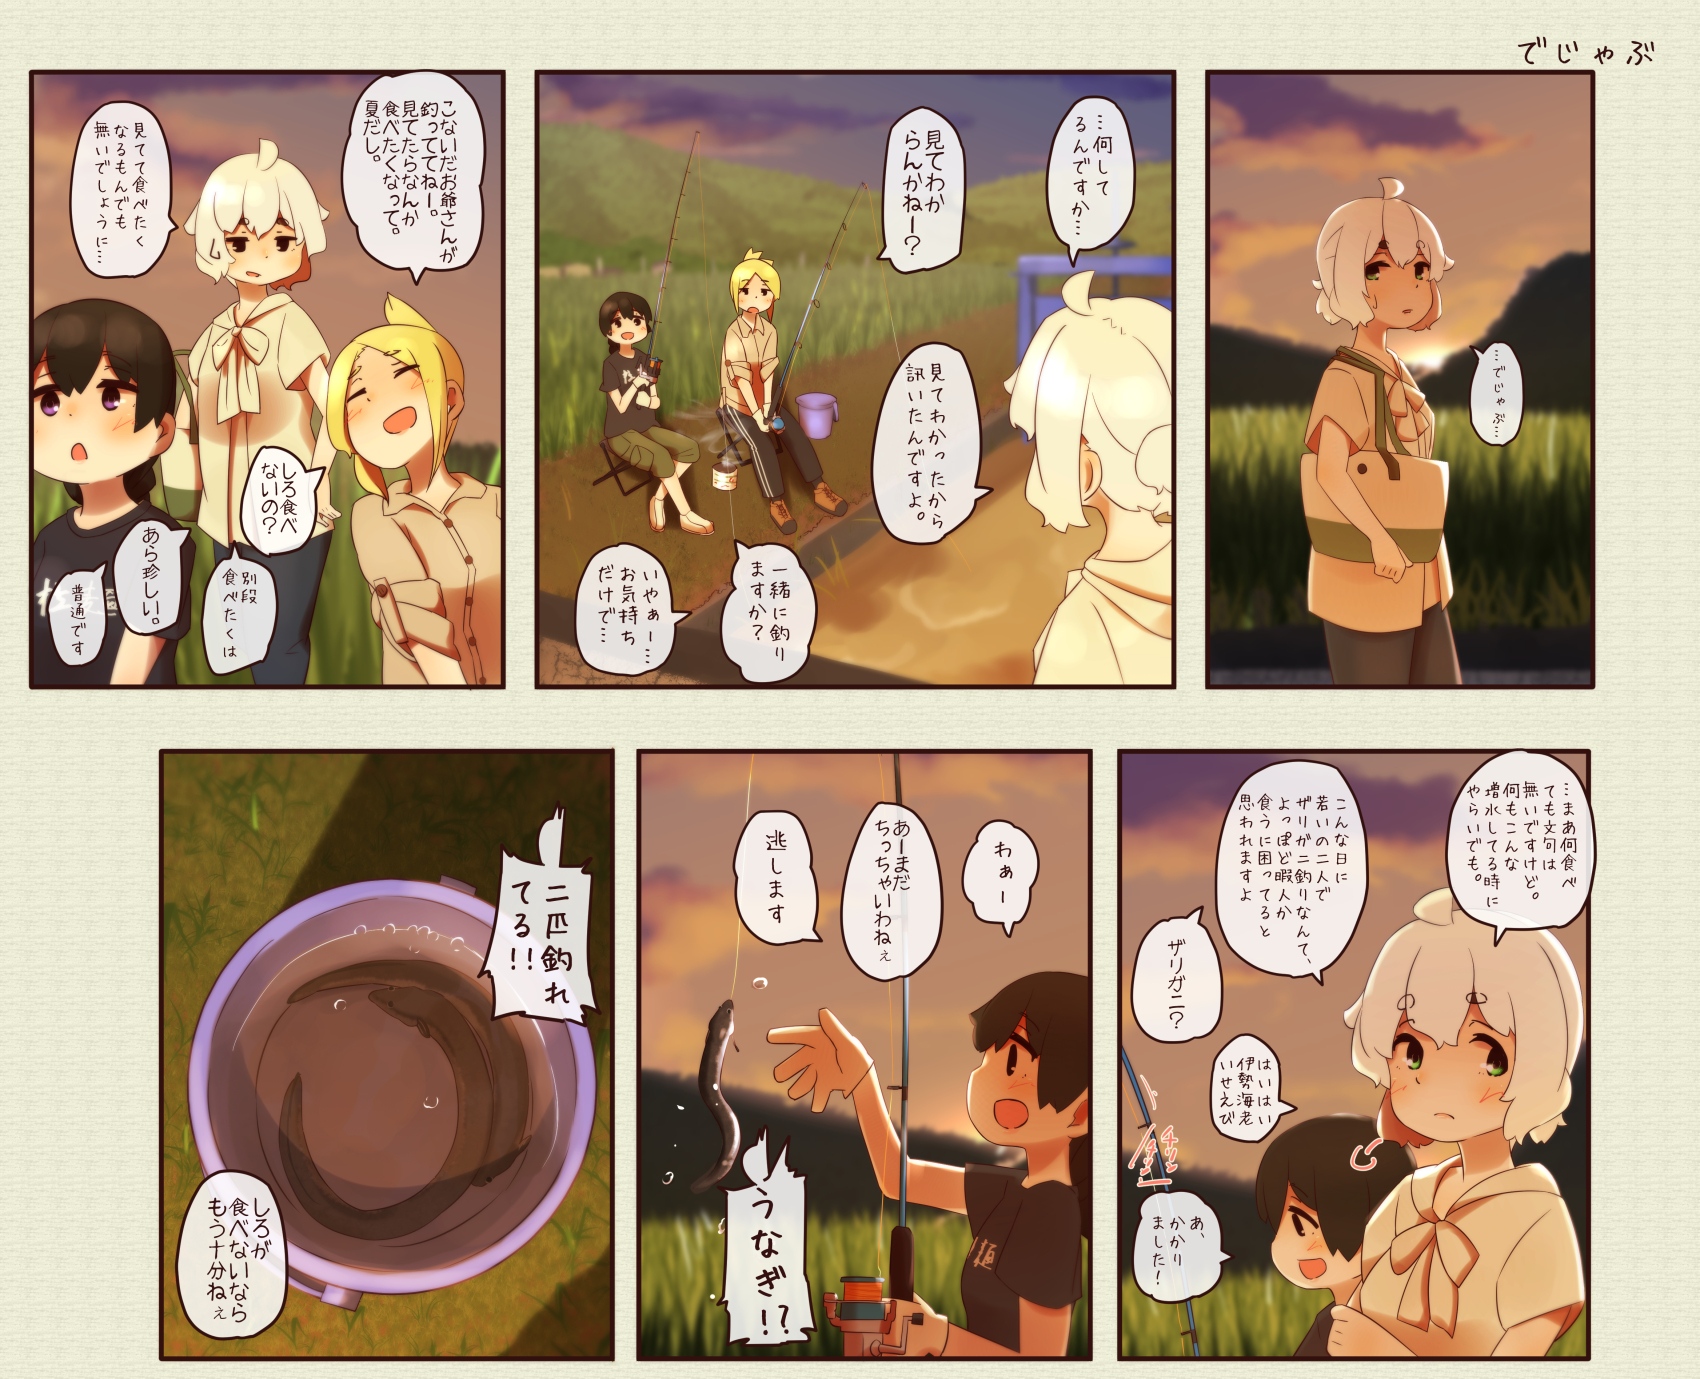 でじゃぶ
…でじゃぶ…
…何して
るんですか…
見てわか
らんかねー？
見てわかったから
訊いたんですよ。
一緒に釣り
ますか？
いやぁー…
お気持ち
だけで…
こないだお爺さんが
釣っててねー。
見てたらなんか
食べたくなって。
夏だし。
見てて食べたく
なるもんでも
無いでしょうに…
しろ食べ
ないの？
別段
食べたくは
あら珍しい。
普通です
…まあ何食べ
ても文句は
無いですけど。
何もこんな
増水してる時に
やらいでも。
こんな日に
若いの二人で
ザリガニ釣りなんて、
よっぽど暇人か
食うに困ってると
思われますよ
ザリガニ？
はいはい
伊勢海老
いせえび
チリン
チリン
あ、
かかり
ました！
わぁー
あーまだ
ちっちゃいわねぇ
逃します
うなぎ！？
二匹釣れ
てる！！
しろが
食べないなら
もう十分ねぇ